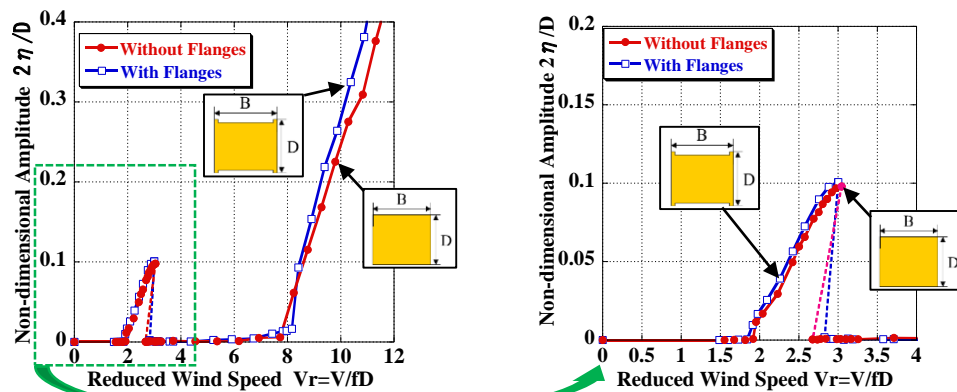 Non-dimensional Amplitude 2η/D
0.4
0.3
0.2
0.1
0
Without Flanges
With Flanges
B
D
B
D
0 2 4 6 8 10 12
Reduced Wind Speed Vr=V/fD
Non-dimensional Amplitude 2η/D
0.2
0.15
0.1
0.05
0
Without Flanges
With Flanges
B
D
B
D
0 0.5 1 1.5 2 2.5 3 3.5 4
Reduced Wind Speed Vr=V/fD